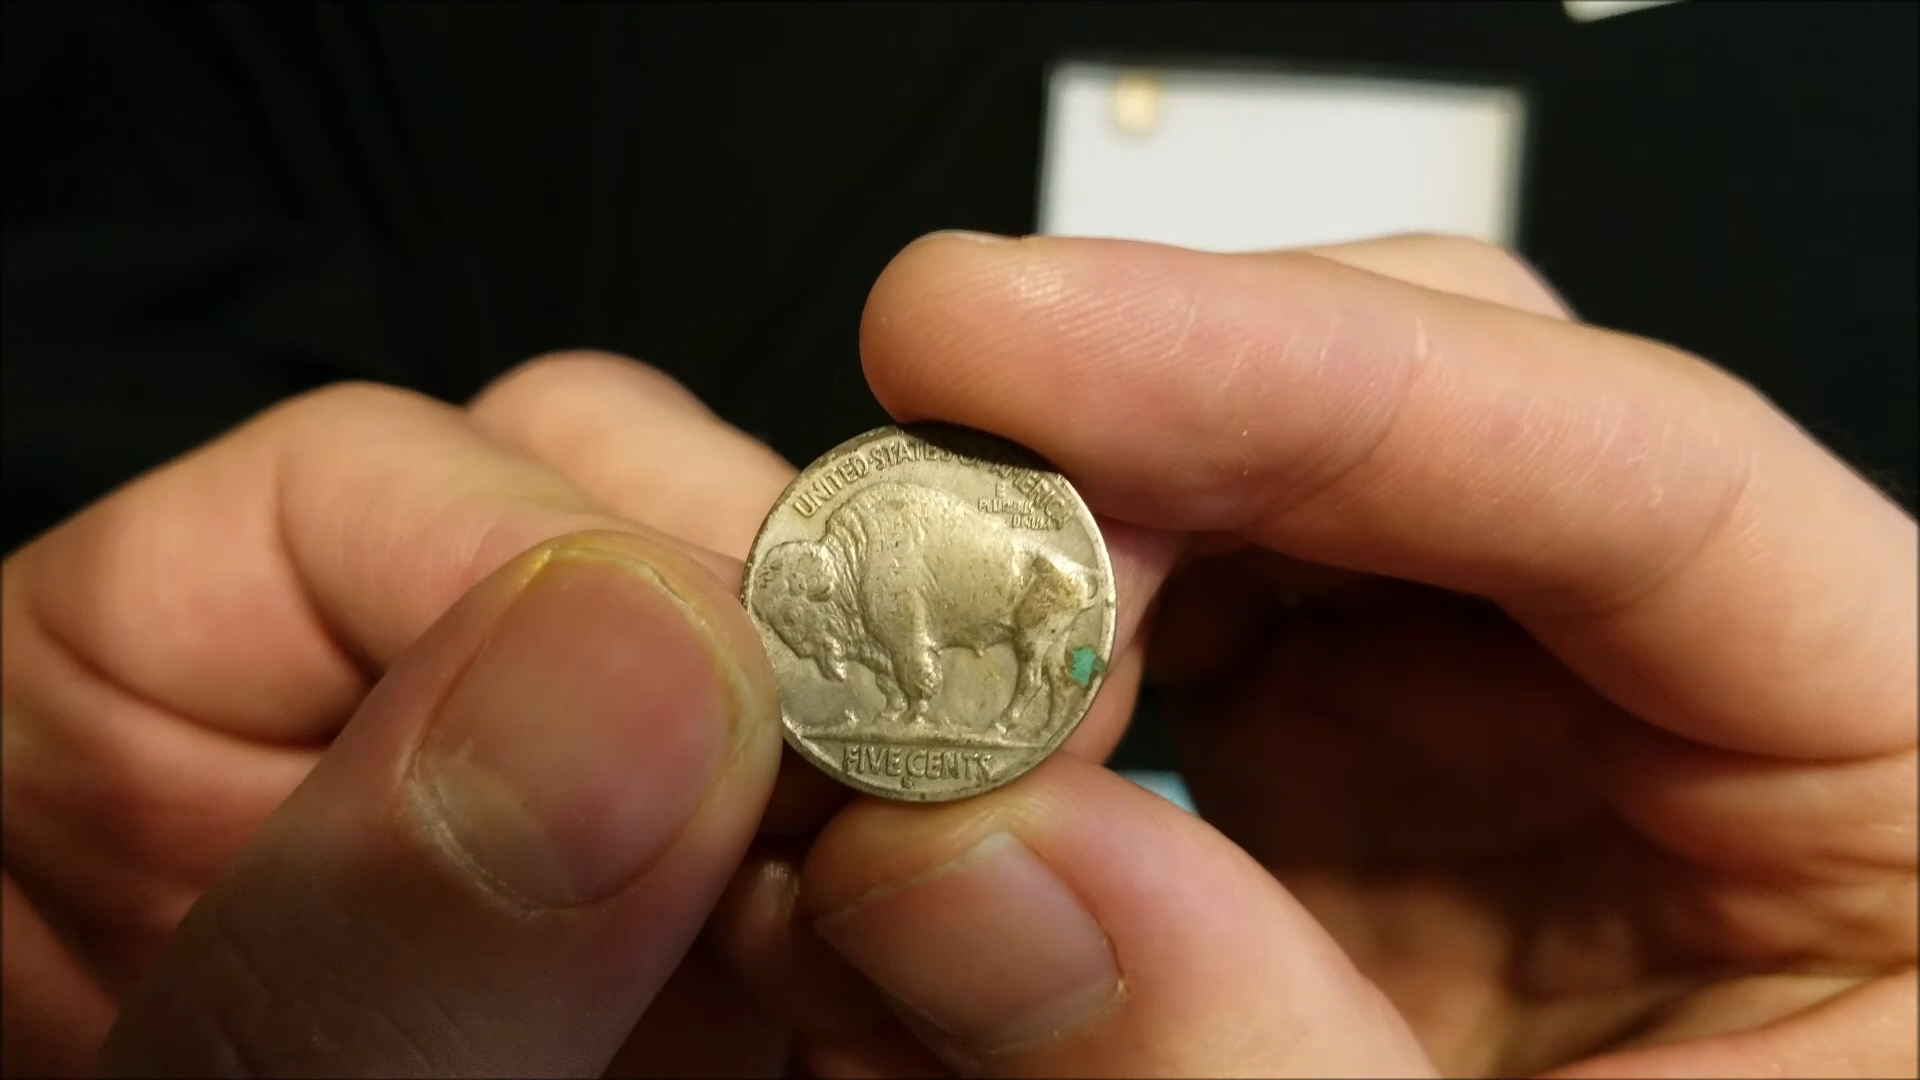 UNITED STATES OF AMERICA
E
PLURIBUS
UNUM
FIVE CENTS